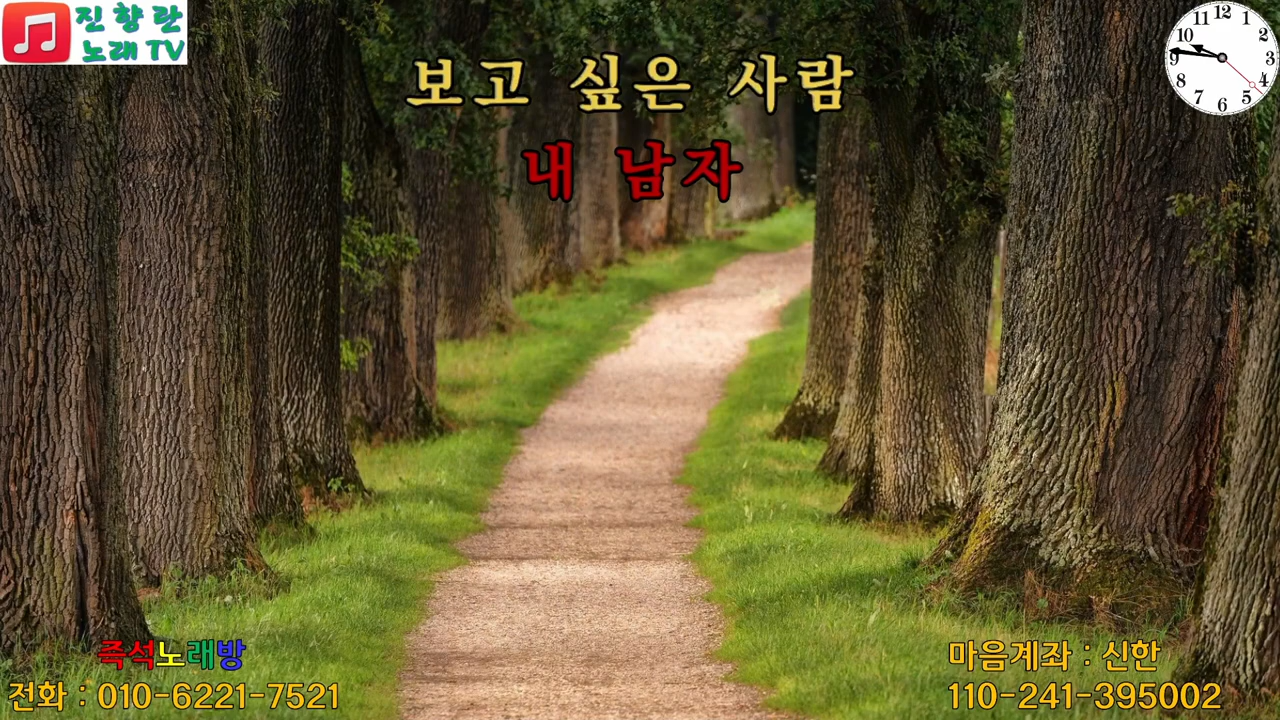 진향란
노래TV
보고 싶은 사람
내 남자
11 12 1
10 2
9 3
8 4
7 6 5
즉석노래방
전화 : 010-6221-7521
마음계좌 : 신한
110-241-395002